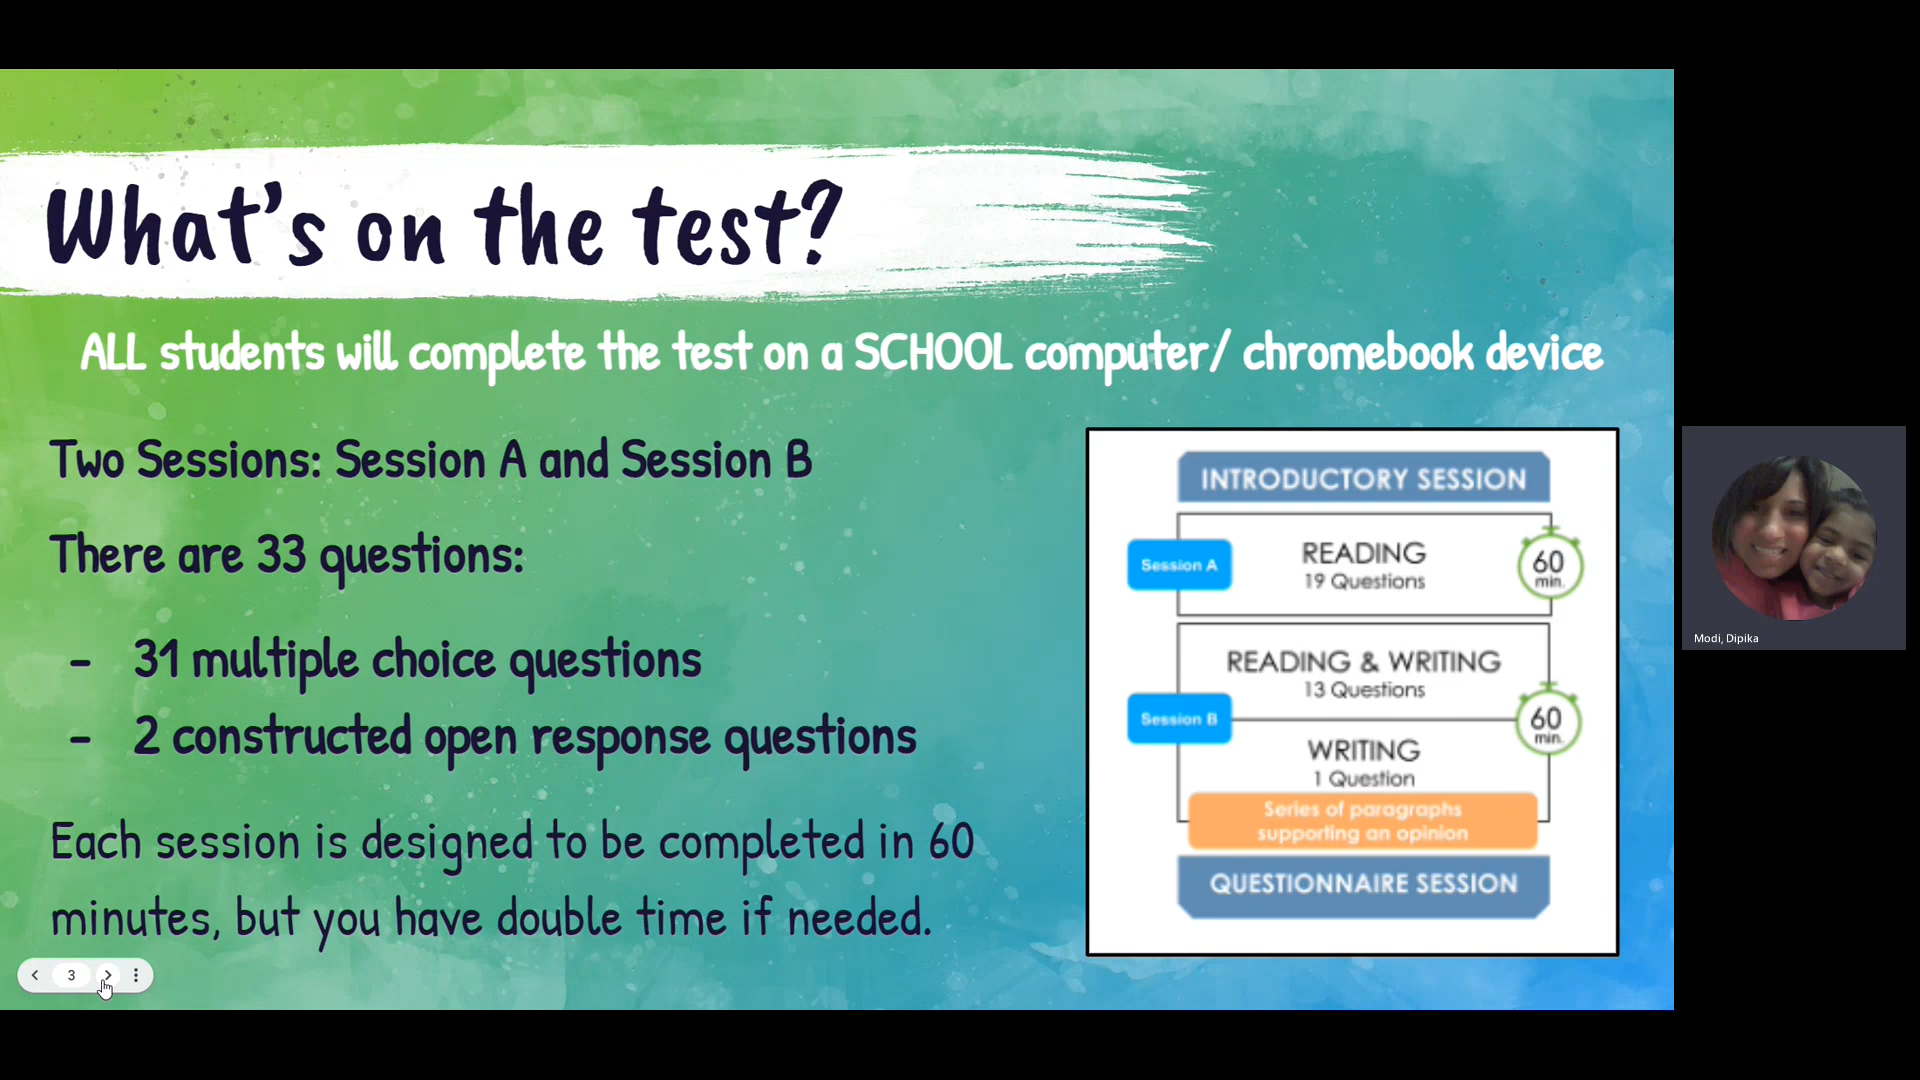 What's on the test?
ALL students will complete the test on a SCHOOL computer/ chromebook device
Two Sessions: Session A and Session B
There are 33 questions:
- 31 multiple choice questions
- 2 constructed open response questions
Each session is designed to be completed in 60
minutes, but you have double time if needed.
INTRODUCTORY SESSION
Session A
READING
19 Questions
60
min.
READING & WRITING
13 Questions
Session B
60
min.
WRITING
1 Question
Series of paragraphs
supporting an opinion
QUESTIONNAIRE SESSION
Modi, Dipika
3